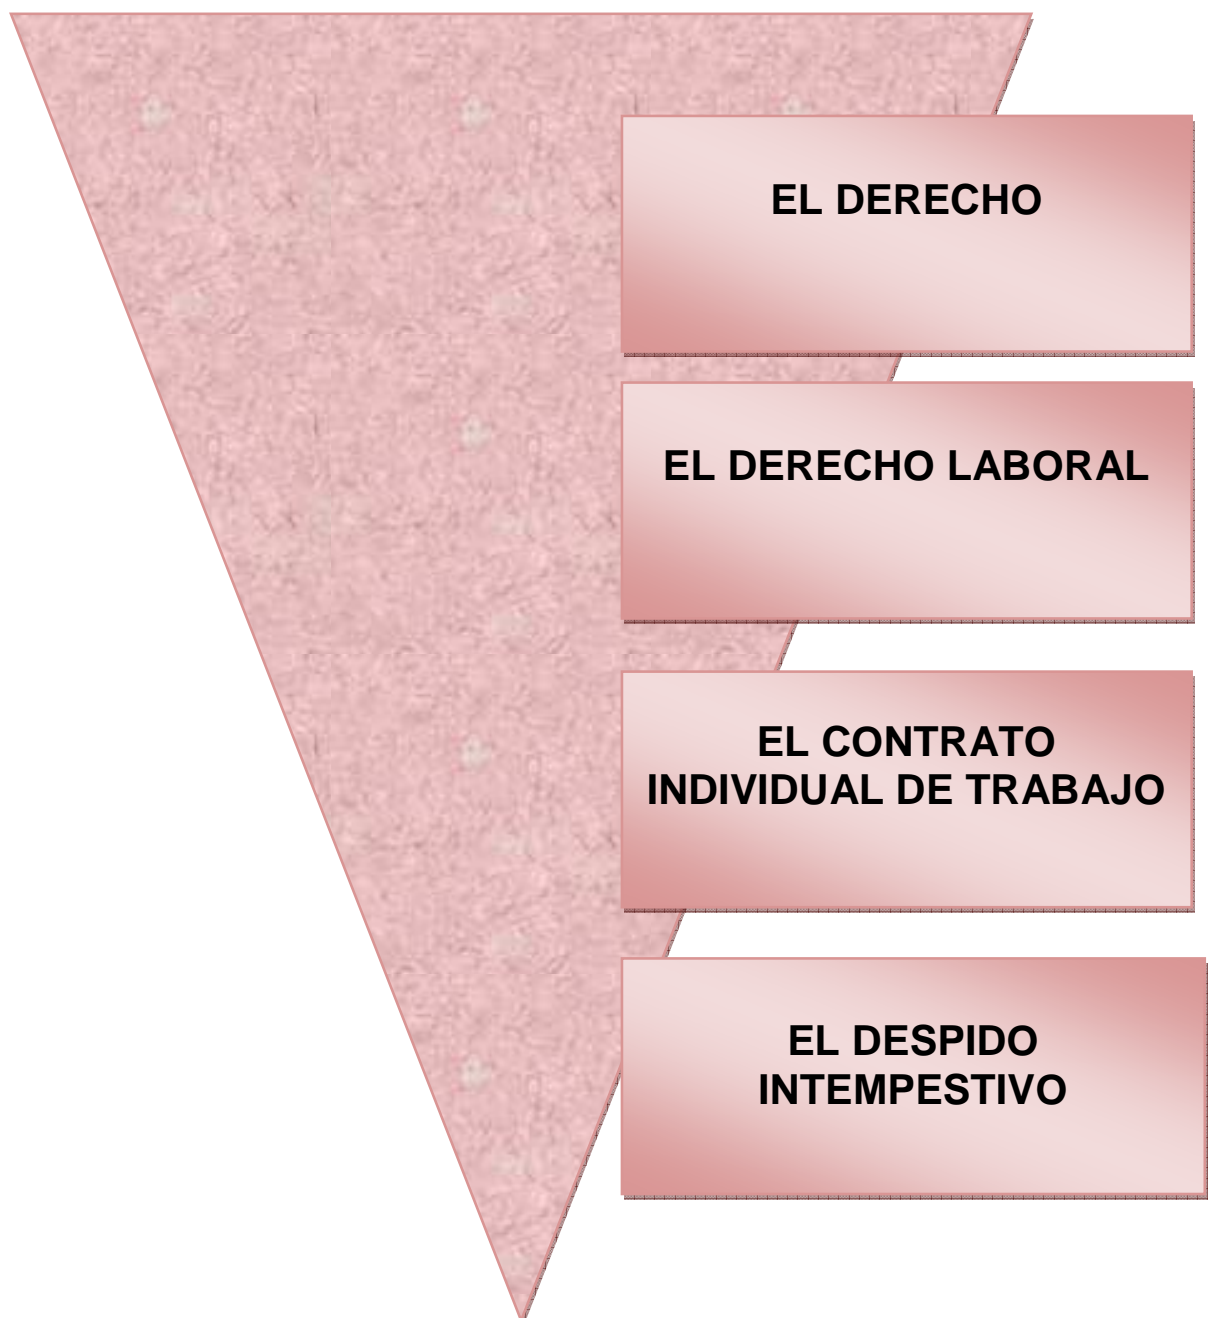 EL DERECHO
EL DERECHO LABORAL
EL CONTRATO
INDIVIDUAL DE TRABAJO
EL DESPIDO
INTEMPESTIVO